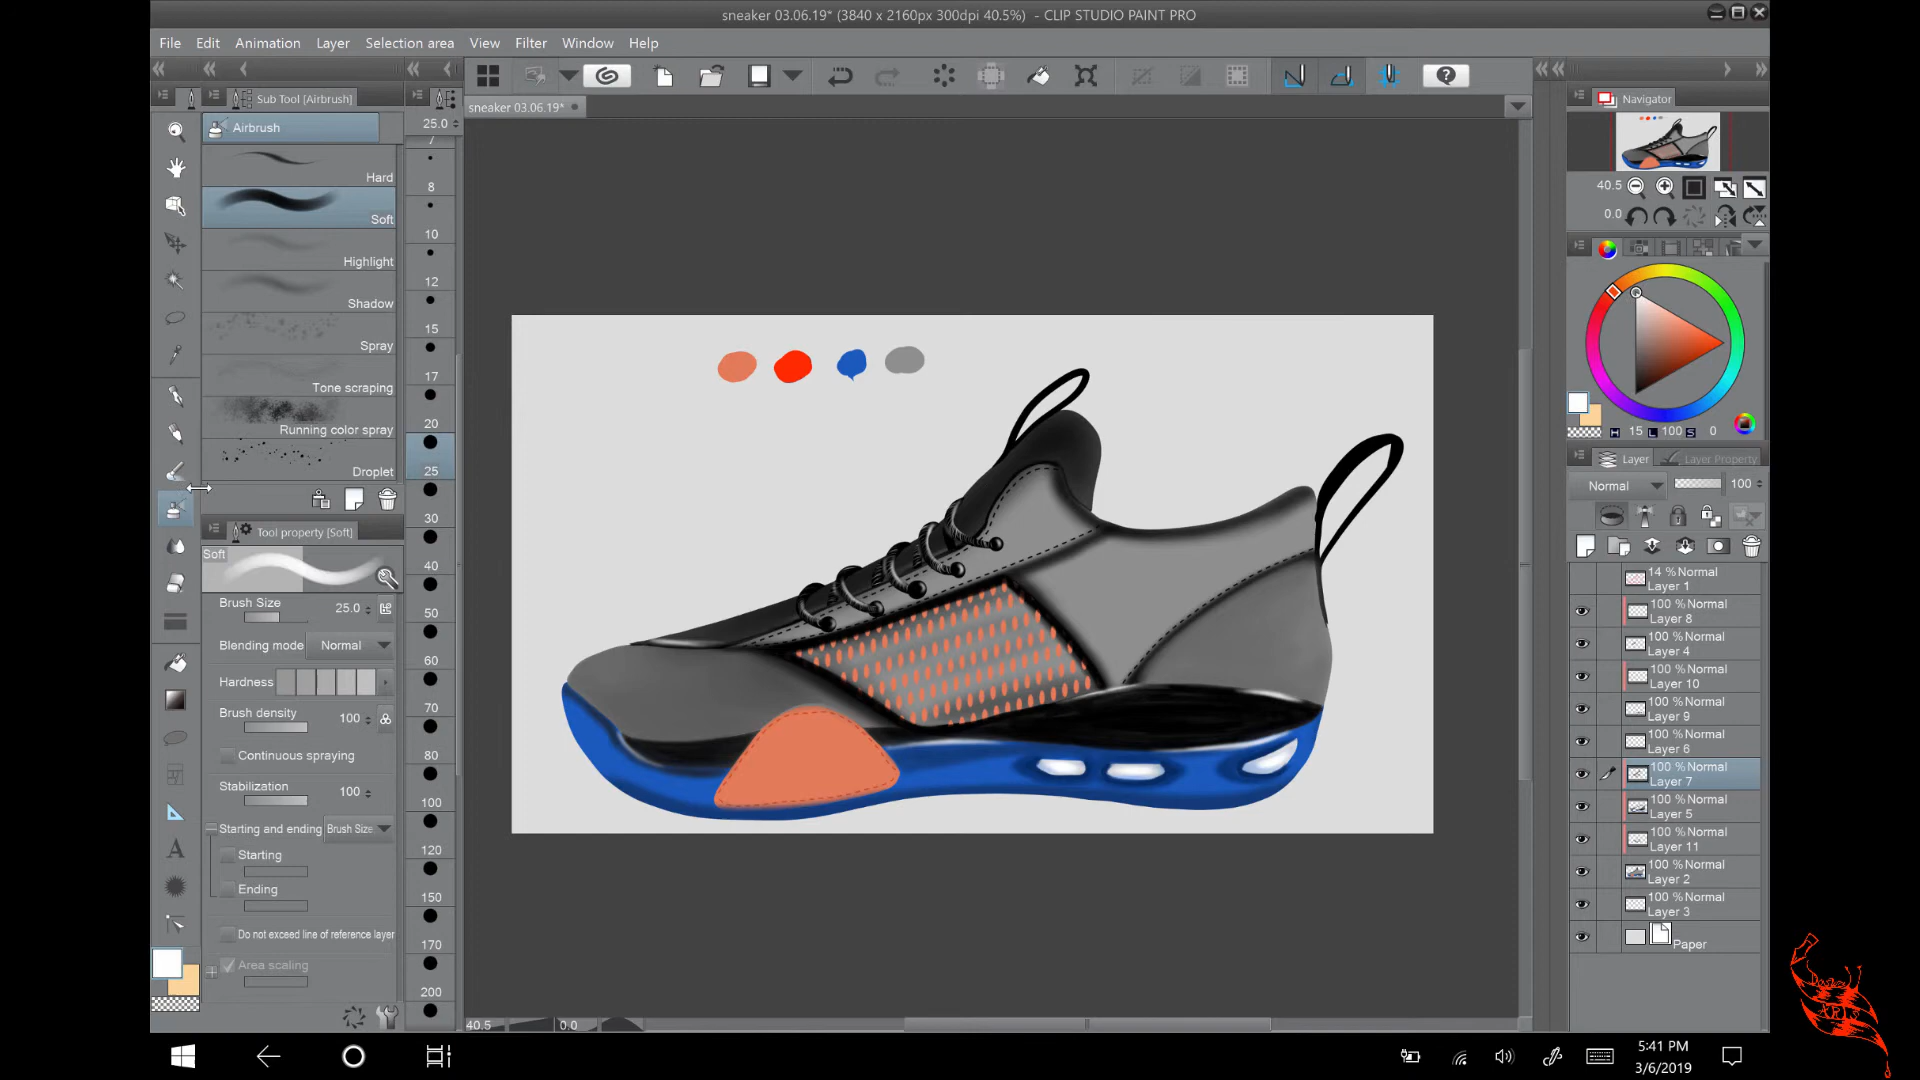 sneaker 03.06.19* (3840 x 2160px 300dpi 40.5%) - CLIP STUDIO PAINT PRO
File Edit Animation Layer Selection area View Filter Window Help
Sub Tool [Airbrush]
sneaker 03.06.19*
Navigator
Airbrush
25.0
7
Hard
8
Soft
10
Highlight
12
Shadow
15
Spray
17
Tone scraping
20
Running color spray
25
Droplet
30
40
50
60
70
80
100
120
150
170
200
40.5
0.0
Tool property [Soft]
Soft
Brush Size 25.0
Blending mode Normal
Hardness
Brush density 100
Continuous spraying
Stabilization 100
Starting and ending Brush Size
Starting
Ending
Do not exceed line of reference layer
Area scaling
40.5 0.0
H 15 L 100 S 0
Layer Layer Property
Normal 100
14 %Normal
Layer 1
100 %Normal
Layer 8
100 %Normal
Layer 4
100 %Normal
Layer 10
100 %Normal
Layer 9
100 %Normal
Layer 6
100 %Normal
Layer 7
100 %Normal
Layer 5
100 %Normal
Layer 11
100 %Normal
Layer 2
100 %Normal
Layer 3
Paper
5:41 PM
3/6/2019
ARTS